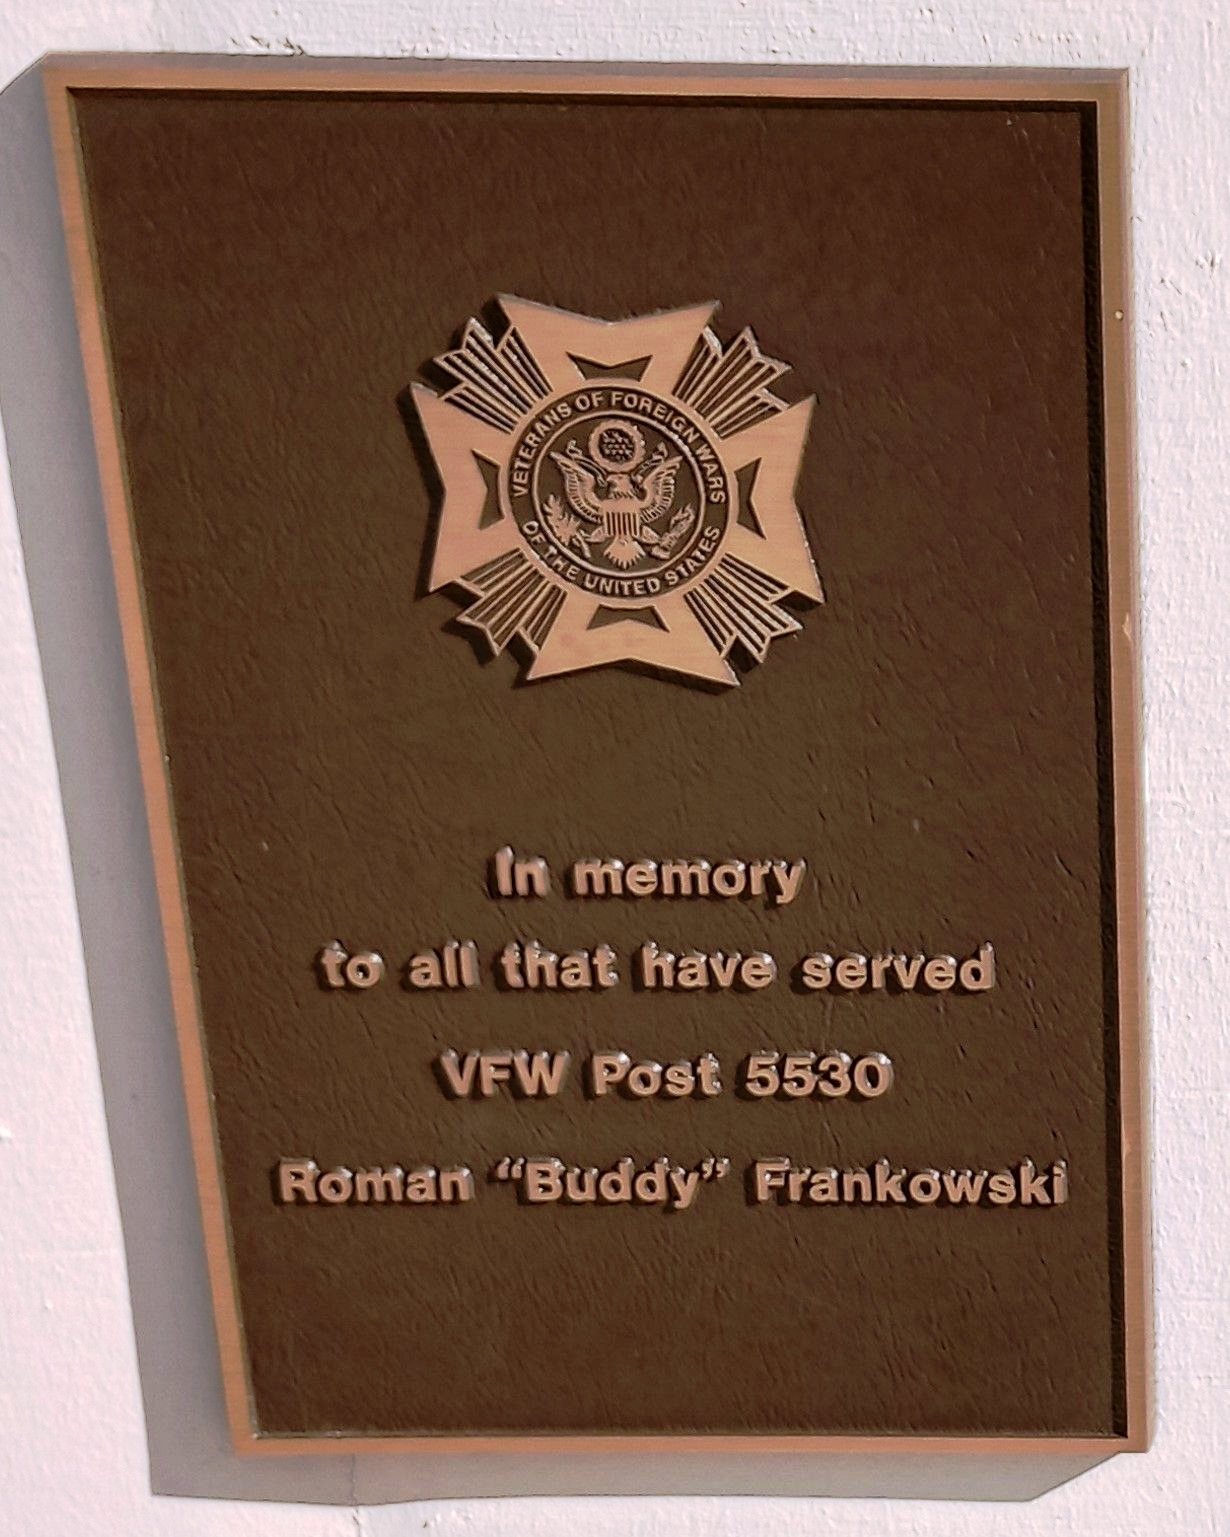 VETERANS OF FOREIGN WARS
OF THE UNITED STATES
In memory
to all that have served
VFW Post 5530
Roman “Buddy” Frankowski